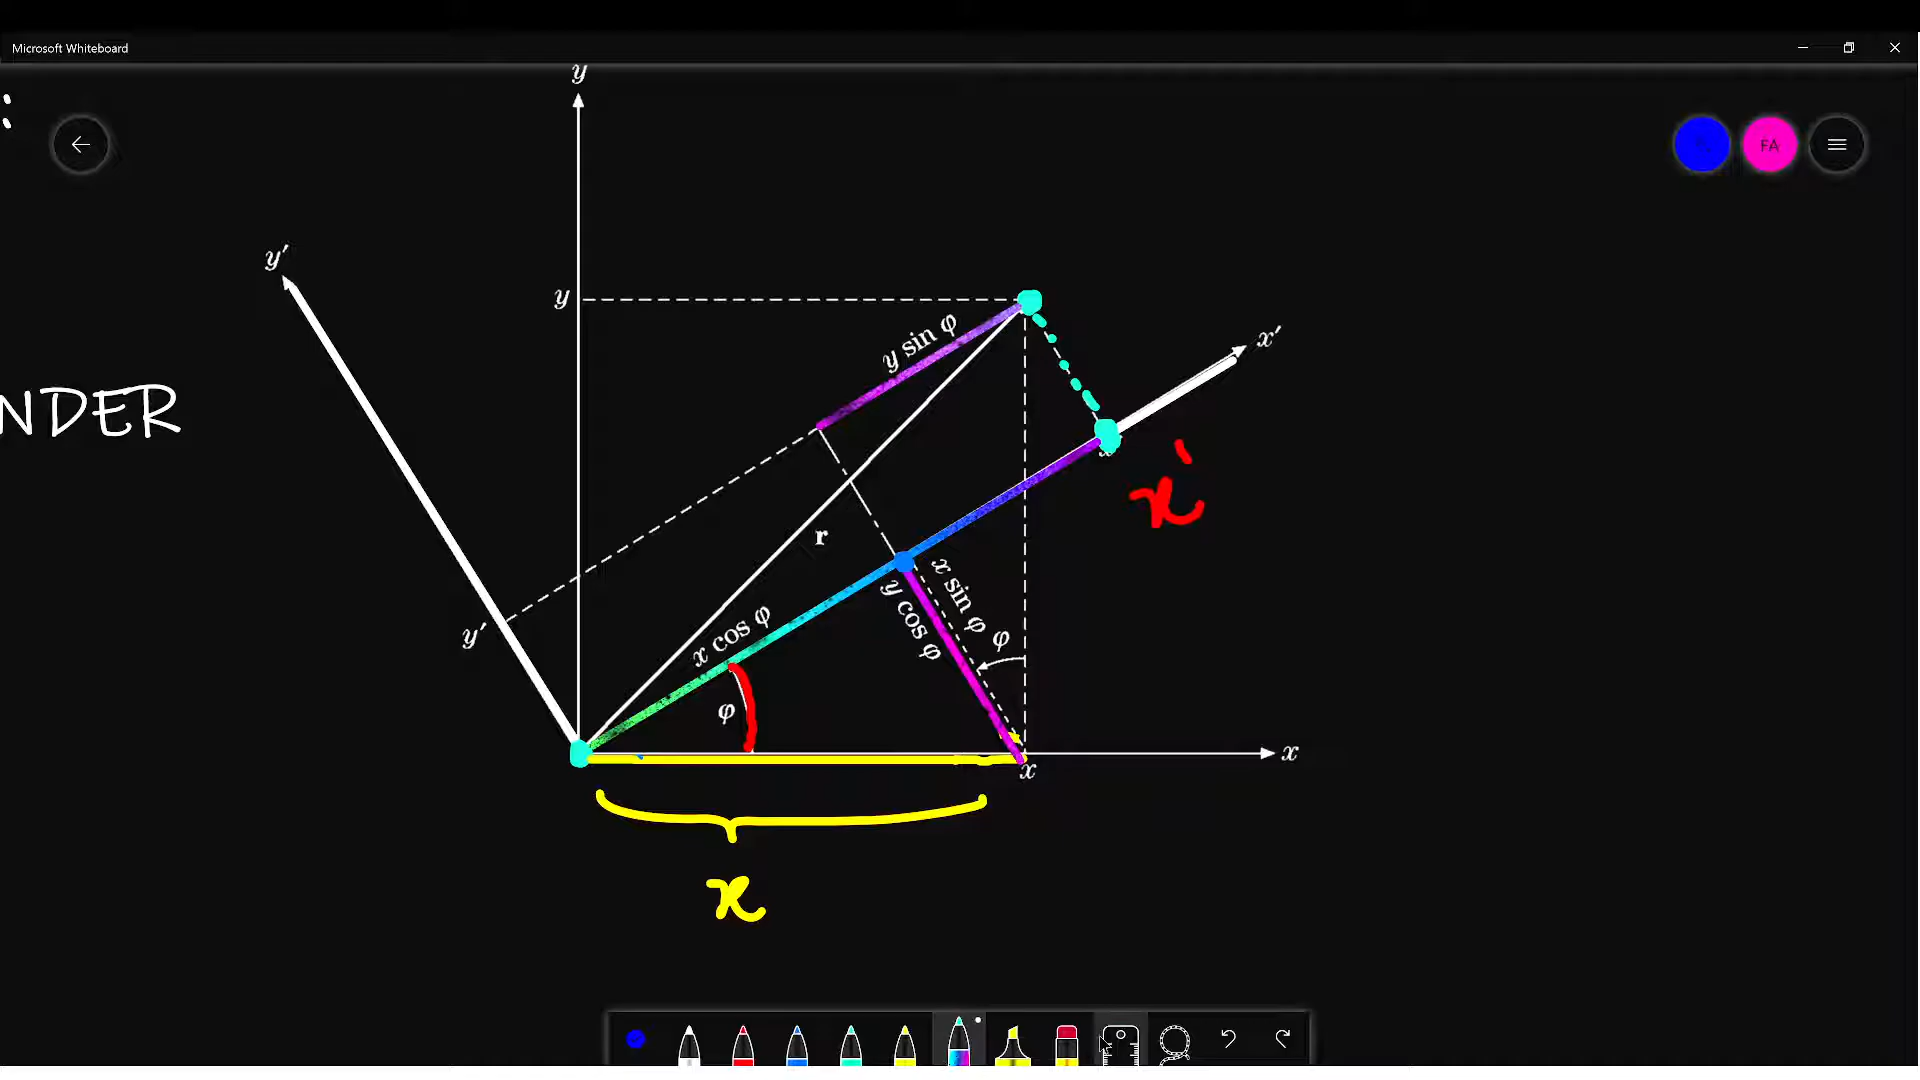 Microsoft Whiteboard
:
y
FA
y′
y
y sin φ
x′
NDER
x′
r
x sin φ
y cos φ
φ
x cos φ
y′
φ
x
x
x